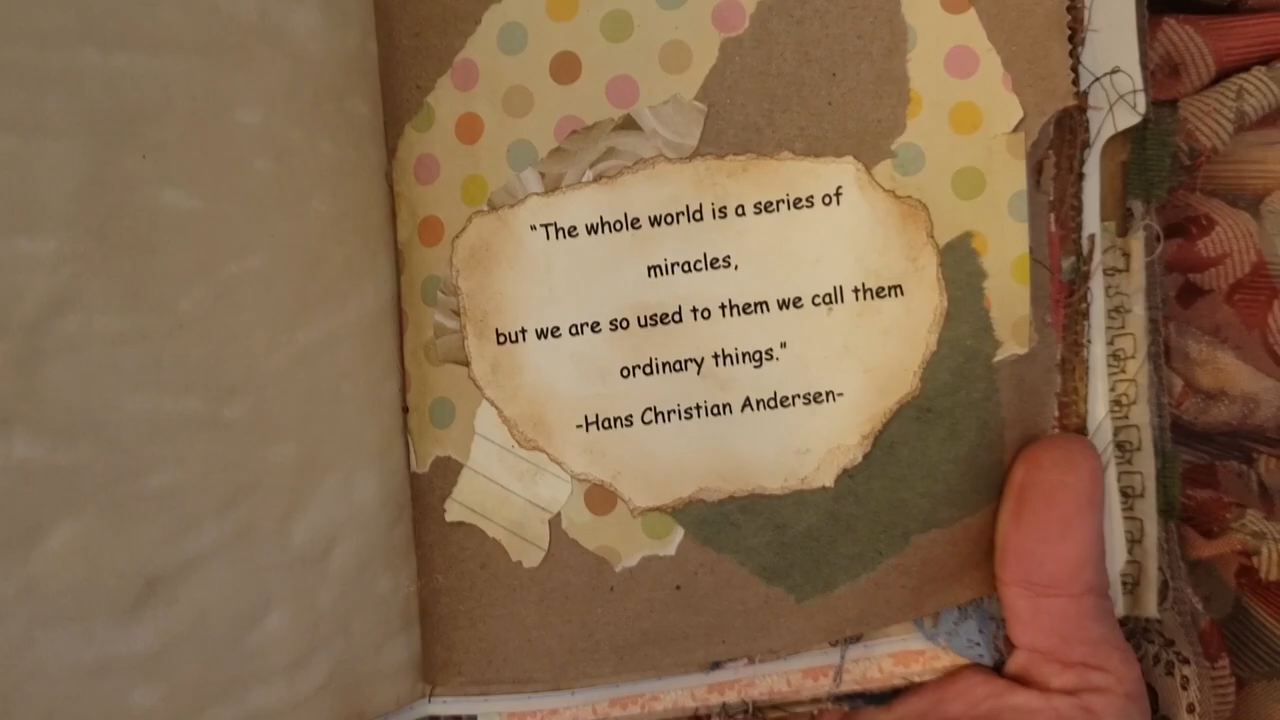 "The whole world is a series of
miracles,
but we are so used to them we call them
ordinary things."
-Hans Christian Andersen-